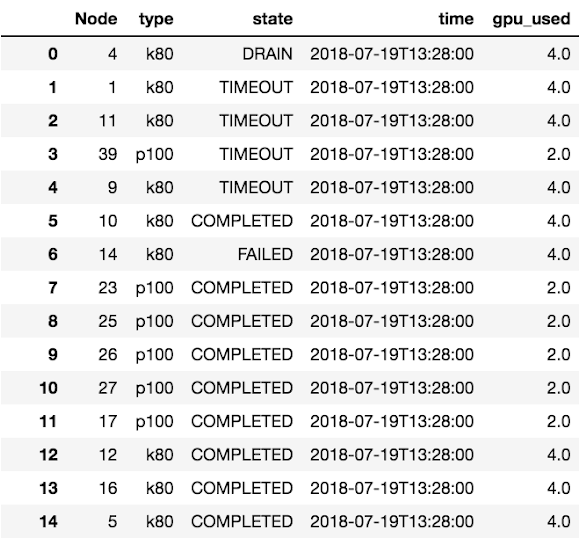 Node type state time gpu_used
0 4 k80 DRAIN 2018-07-19T13:28:00 4.0
1 1 k80 TIMEOUT 2018-07-19T13:28:00 4.0
2 11 k80 TIMEOUT 2018-07-19T13:28:00 4.0
3 39 p100 TIMEOUT 2018-07-19T13:28:00 2.0
4 9 k80 TIMEOUT 2018-07-19T13:28:00 4.0
5 10 k80 COMPLETED 2018-07-19T13:28:00 4.0
6 14 k80 FAILED 2018-07-19T13:28:00 4.0
7 23 p100 COMPLETED 2018-07-19T13:28:00 2.0
8 25 p100 COMPLETED 2018-07-19T13:28:00 2.0
9 26 p100 COMPLETED 2018-07-19T13:28:00 2.0
10 27 p100 COMPLETED 2018-07-19T13:28:00 2.0
11 17 p100 COMPLETED 2018-07-19T13:28:00 2.0
12 12 k80 COMPLETED 2018-07-19T13:28:00 4.0
13 16 k80 COMPLETED 2018-07-19T13:28:00 4.0
14 5 k80 COMPLETED 2018-07-19T13:28:00 4.0